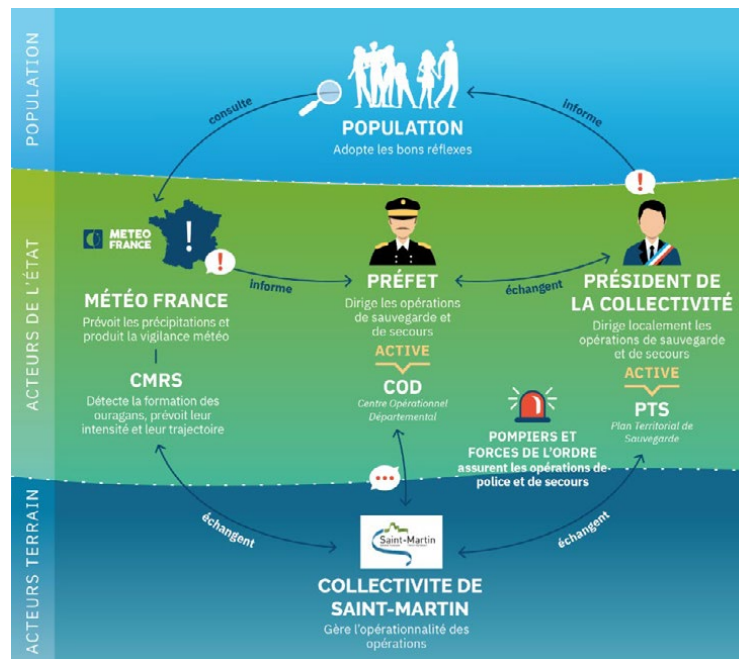 POPULATION
consulte
informe
POPULATION
Adopte les bons réflexes
ACTEURS DE L'ÉTAT
METEO
FRANCE
!
!
!
informe
échangent
MÉTÉO FRANCE
Prévoit les précipitations et
produit la vigilance météo
CMRS
Détecte la formation des
ouragans, prévoit leur
intensité et leur trajectoire
PRÉFET
Dirige les opérations
de sauvegarde et
de secours
ACTIVE
COD
Centre Opérationnel
Départemental
PRÉSIDENT DE
LA COLLECTIVITÉ
Dirige localement les
opérations de sauvegarde
et de secours
ACTIVE
PTS
Plan Territorial de
Sauvegarde
POMPIERS ET
FORCES DE L'ORDRE
assurent les opérations de
police et de secours
ACTEURS TERRAIN
échangent
échangent
Saint-Martin
COLLECTIVITE DE
SAINT-MARTIN
Gère l'opérationnalité des
opérations